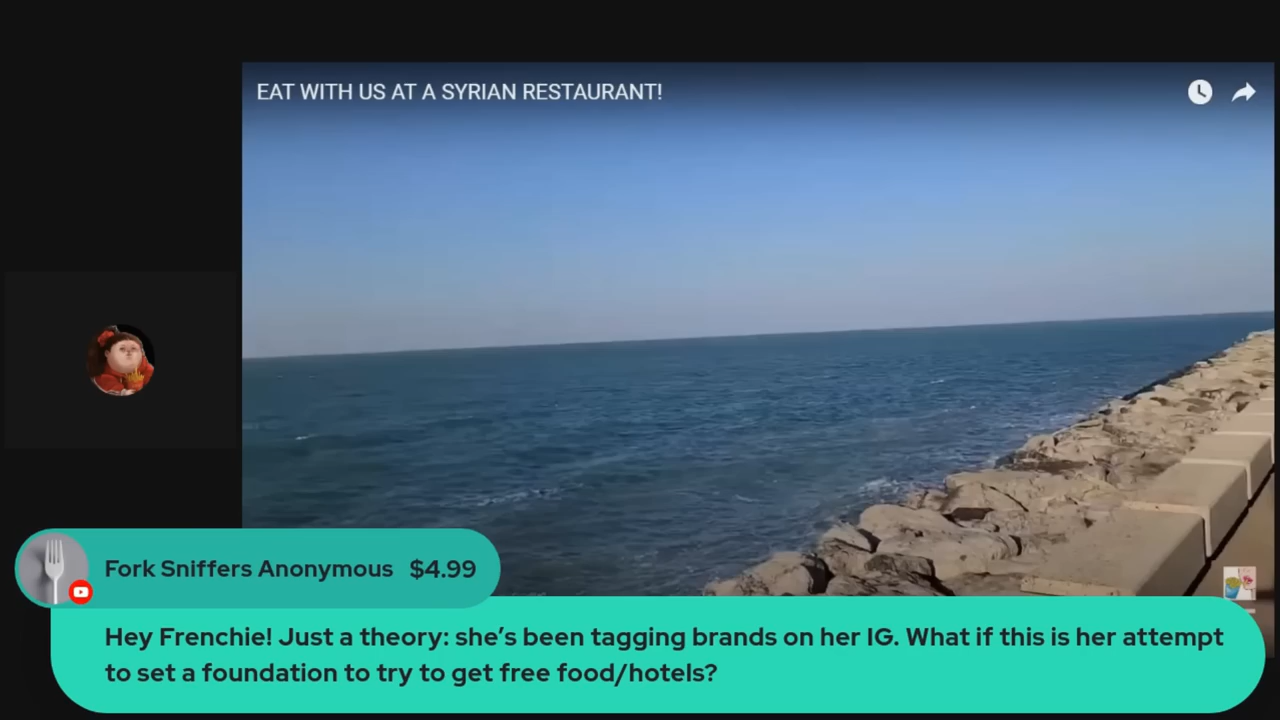 EAT WITH US AT A SYRIAN RESTAURANT!
Fork Sniffers Anonymous $4.99
Hey Frenchie! Just a theory: she’s been tagging brands on her IG. What if this is her attempt
to set a foundation to try to get free food/hotels?